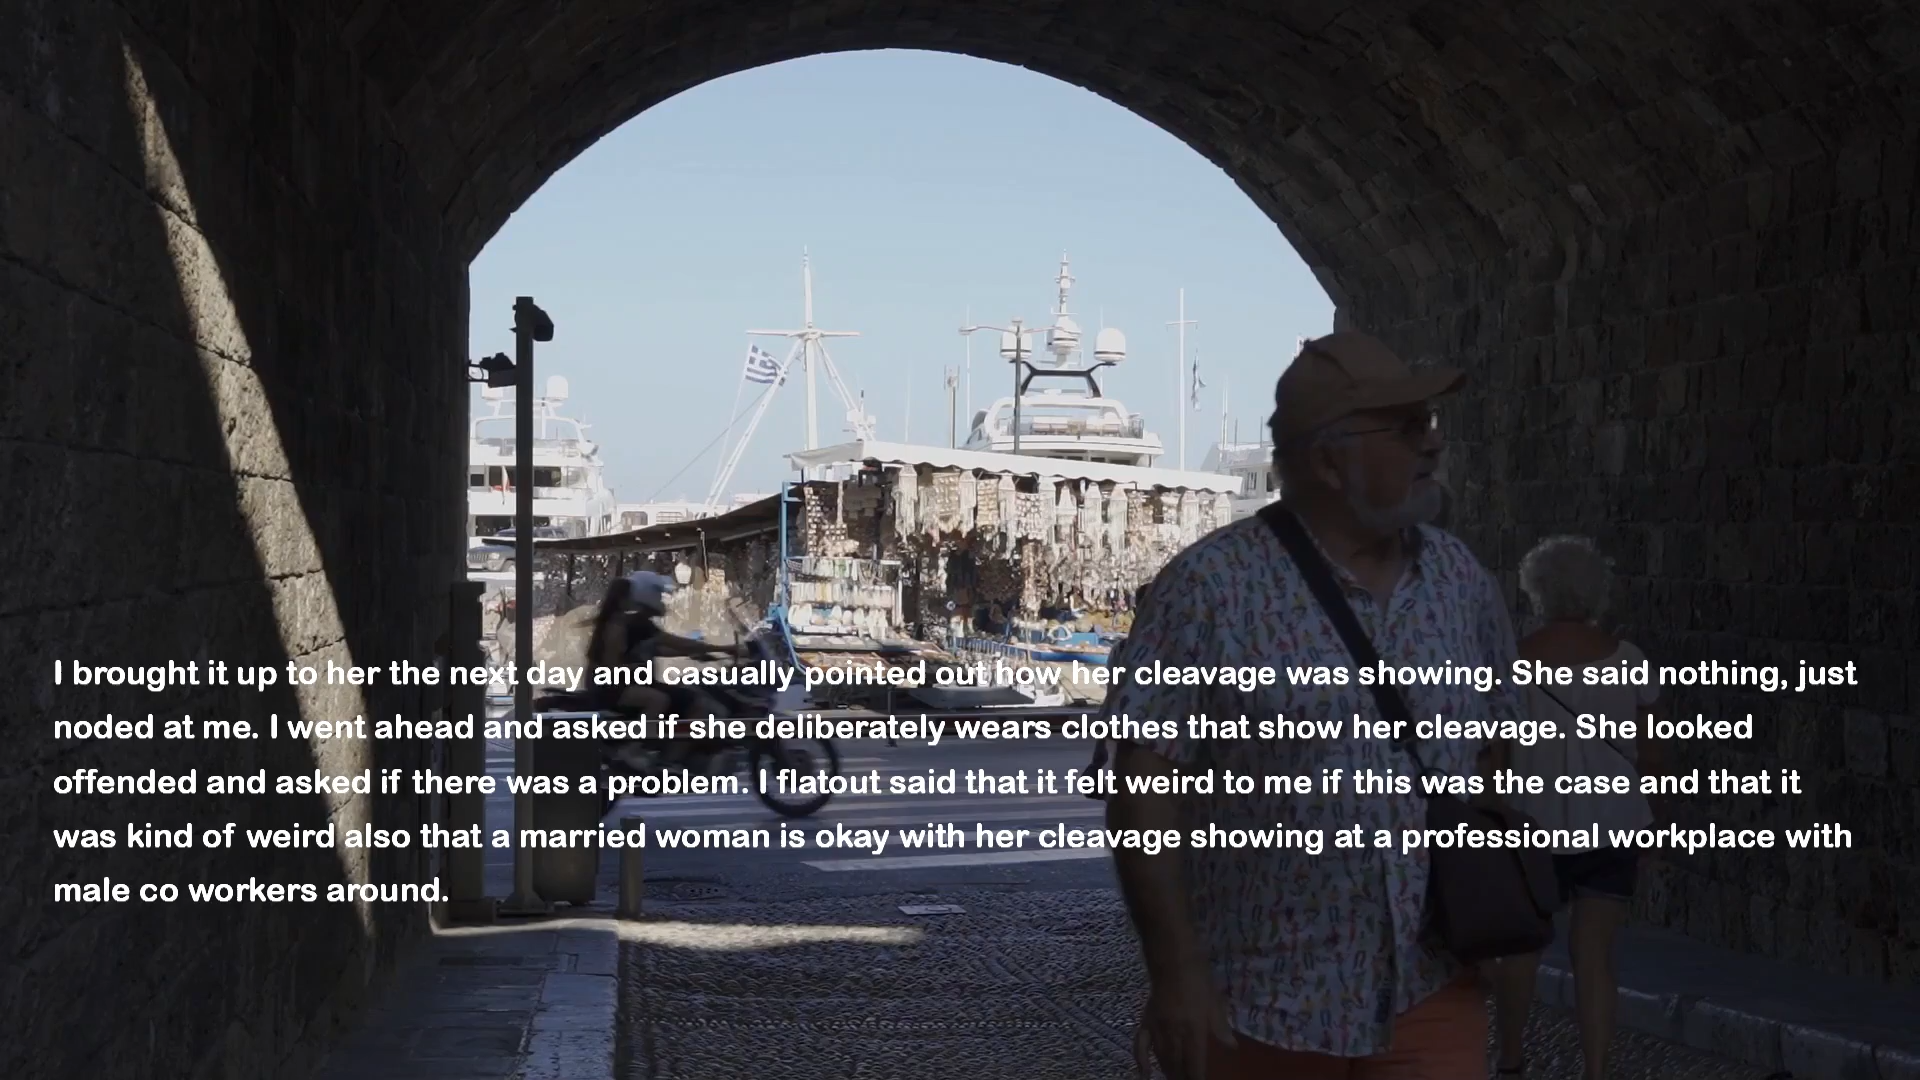 I brought it up to her the next day and casually pointed out how her cleavage was showing. She said nothing, just
noded at me. I went ahead and asked if she deliberately wears clothes that show her cleavage. She looked
offended and asked if there was a problem. I flatout said that it felt weird to me if this was the case and that it
was kind of weird also that a married woman is okay with her cleavage showing at a professional workplace with
male co workers around.